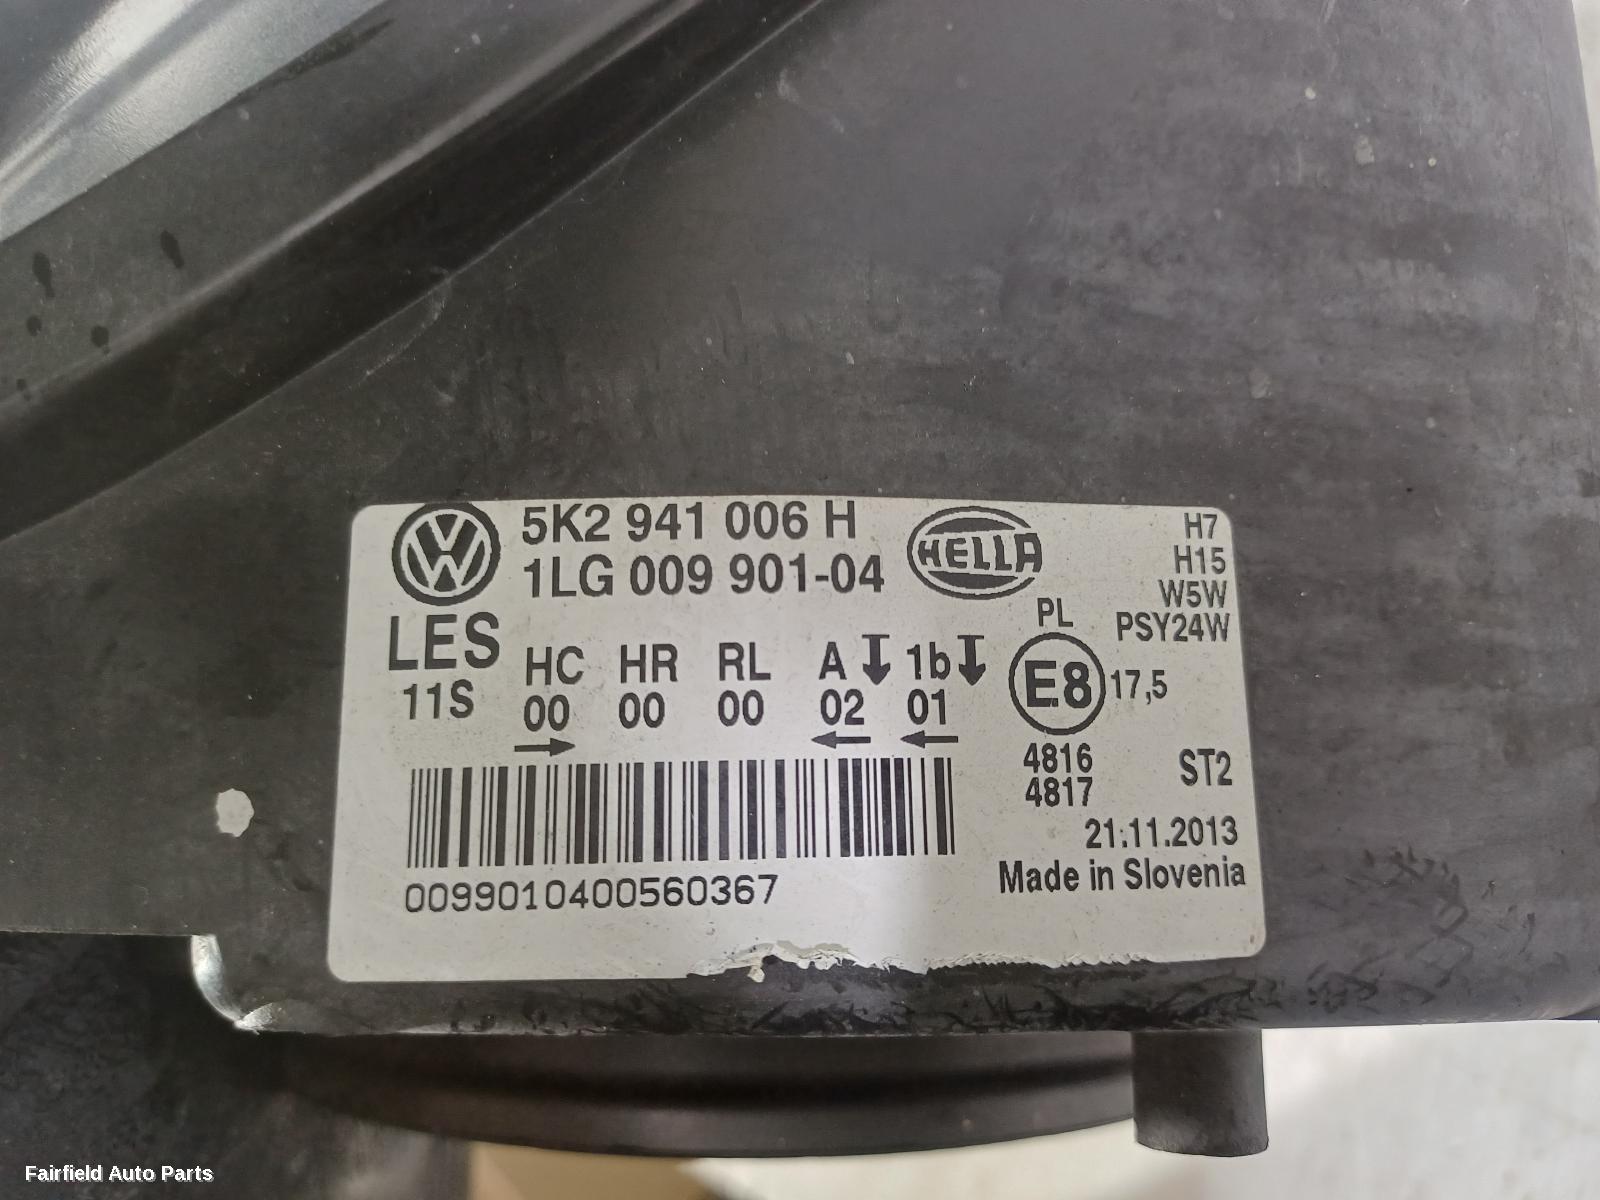 5K2 941 006 H
1LG 009 901-04
HELLA
H7
H15
W5W
PSY24W
LES
11S
HC HR RL A 1b
00 00 00 02 01
PL
E8 17,5
4816
4817
ST2
21.11.2013
Made in Slovenia
0099010400560367
Fairfield Auto Parts